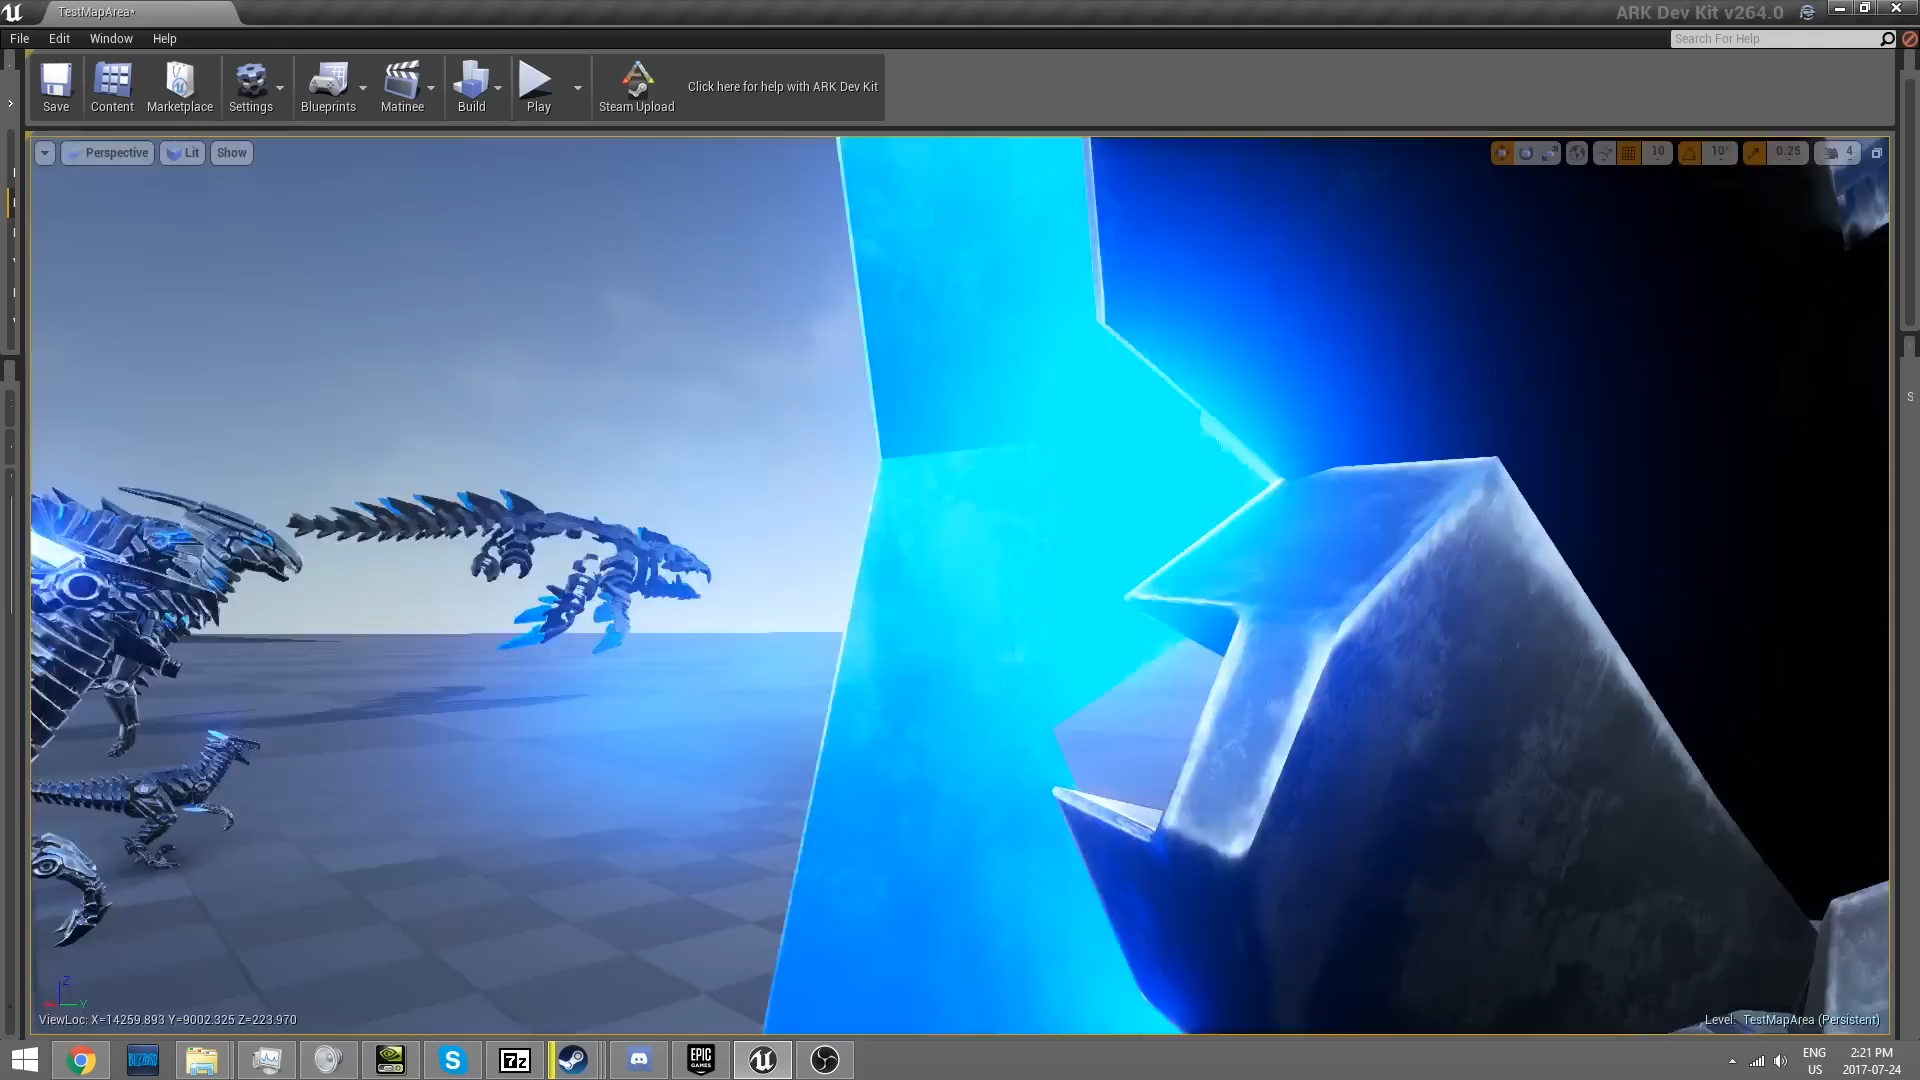 TestMapArea*
ARK Dev Kit v264.0
File Edit Window Help
Search For Help
Save Content Marketplace Settings Blueprints Matinee Build Play Steam Upload
Click here for help with ARK Dev Kit
Perspective Lit Show
10 10° 0.25 4
S
Z
Y
ViewLoc: X=14259.893 Y=9002.325 Z=223.970
Level: TestMapArea (Persistent)
BLIZZARD
S
7z
EPIC
GAMES
ENG
US
2:21 PM
2017-07-24